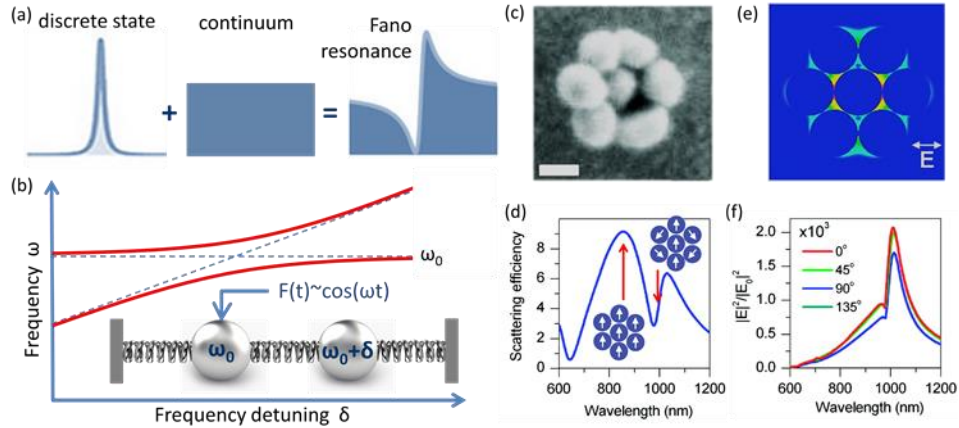 (a) discrete state
continuum
Fano
resonance
+
=
(b)
Frequency ω
ω₀
F(t)~cos(ωt)
ω₀
ω₀+δ
Frequency detuning δ
(c)
(d)
Scattering efficiency
8
6
4
2
0
600 800 1000 1200
Wavelength (nm)
(e)
E
(f)
|E|²/|E₀|²
x10³
0°
45°
90°
135°
2.0
1.5
1.0
0.5
0.0
600 800 1000 1200
Wavelength (nm)